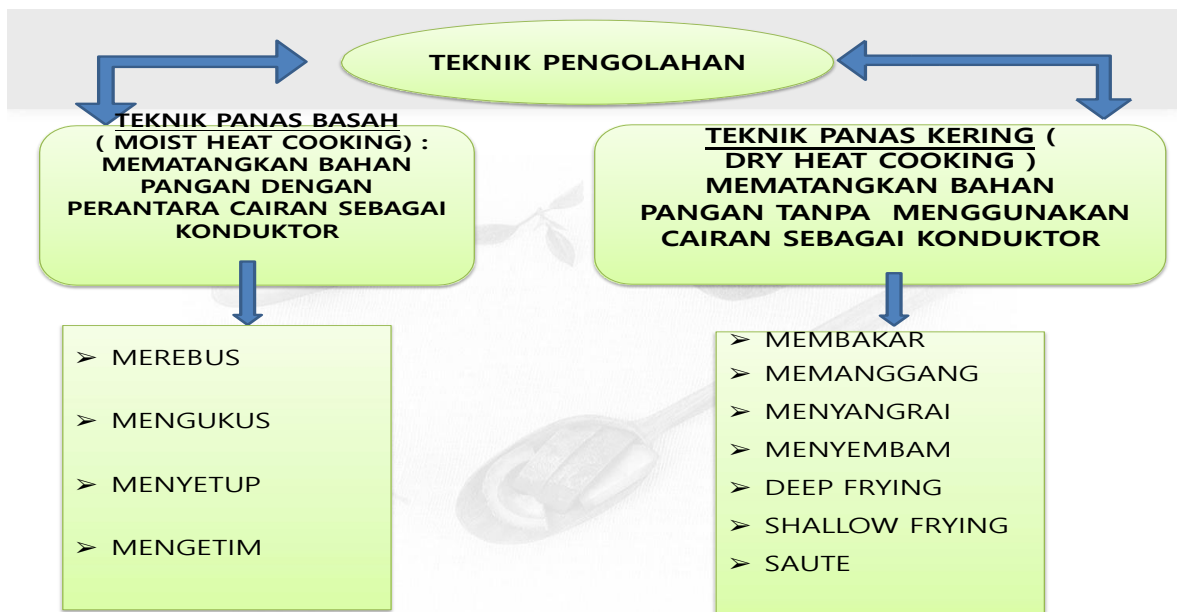 TEKNIK PENGOLAHAN
TEKNIK PANAS BASAH
( MOIST HEAT COOKING) :
MEMATANGKAN BAHAN
PANGAN DENGAN
PERANTARA CAIRAN SEBAGAI
KONDUKTOR
TEKNIK PANAS KERING (
DRY HEAT COOKING )
MEMATANGKAN BAHAN
PANGAN TANPA MENGGUNAKAN
CAIRAN SEBAGAI KONDUKTOR
➢ MEREBUS
➢ MENGUKUS
➢ MENYETUP
➢ MENGETIM
➢ MEMBAKAR
➢ MEMANGGANG
➢ MENYANGRAI
➢ MENYEMBAM
➢ DEEP FRYING
➢ SHALLOW FRYING
➢ SAUTE